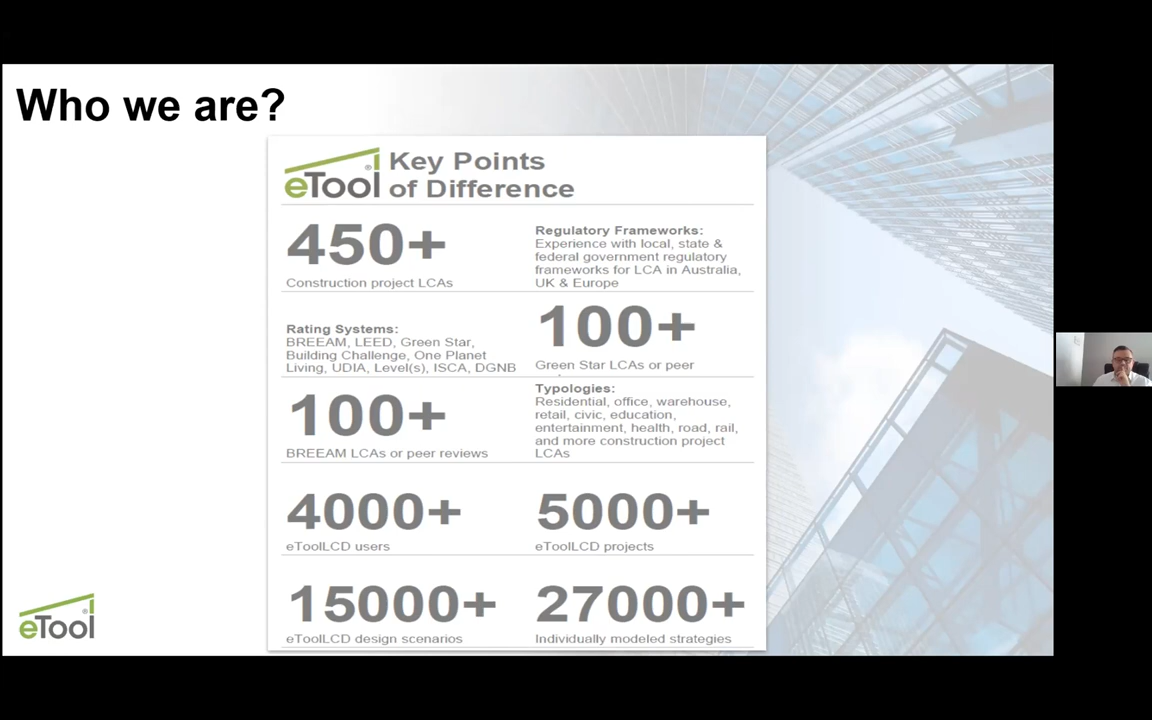 Who we are?
eTool®
Key Points
of Difference
450+
Construction project LCAs
Regulatory Frameworks:
Experience with local, state &
federal government regulatory
frameworks for LCA in Australia,
UK & Europe
Rating Systems:
BREEAM, LEED, Green Star,
Building Challenge, One Planet
Living, UDIA, Level(s), ISCA, DGNB
100+
Green Star LCAs or peer
100+
BREEAM LCAs or peer reviews
Typologies:
Residential, office, warehouse,
retail, civic, education,
entertainment, health, road, rail,
and more construction project
LCAs
4000+
eToolLCD users
5000+
eToolLCD projects
15000+
eToolLCD design scenarios
27000+
Individually modeled strategies
eTool®